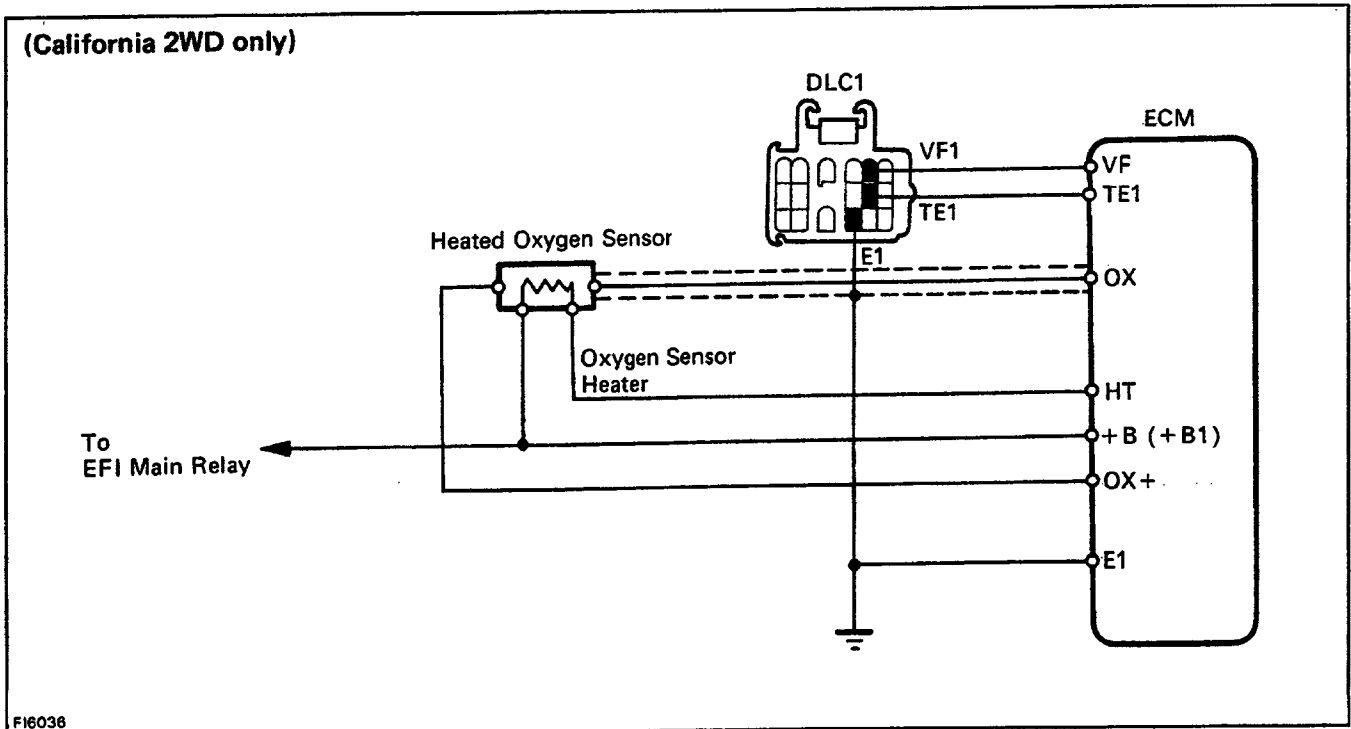 (California 2WD only)
DLC1
ECM
VF1
VF
TE1
TE1
Heated Oxygen Sensor
E1
OX
Oxygen Sensor
Heater
HT
To
EFI Main Relay
+B (+B1)
OX+
E1
FI6036